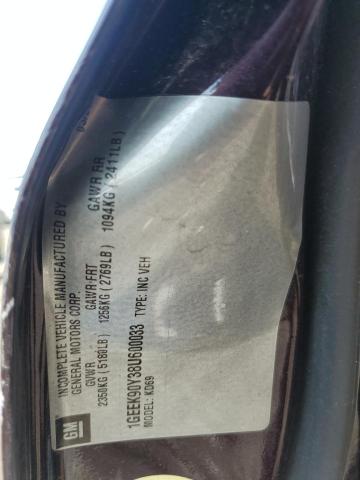 GM
INCOMPLETE VEHICLE MANUFACTURED BY
GENERAL MOTORS CORP.
GVWR GAWR-FRT GAWR RR
2350KG(5180LB) 1256KG(2769LB) 1094KG(2411LB)
1GEEK90Y38U600033 TYPE: INC VEH
MODEL: KD69